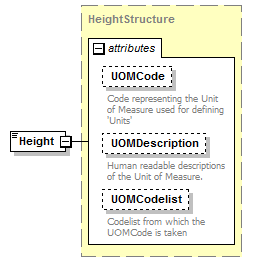 HeightStructure
attributes
UOMCode
Code representing the Unit
of Measure used for defining
'Units'
Height
UOMDescription
Human readable descriptions
of the Unit of Measure.
UOMCodelist
Codelist from which the
UOMCode is taken